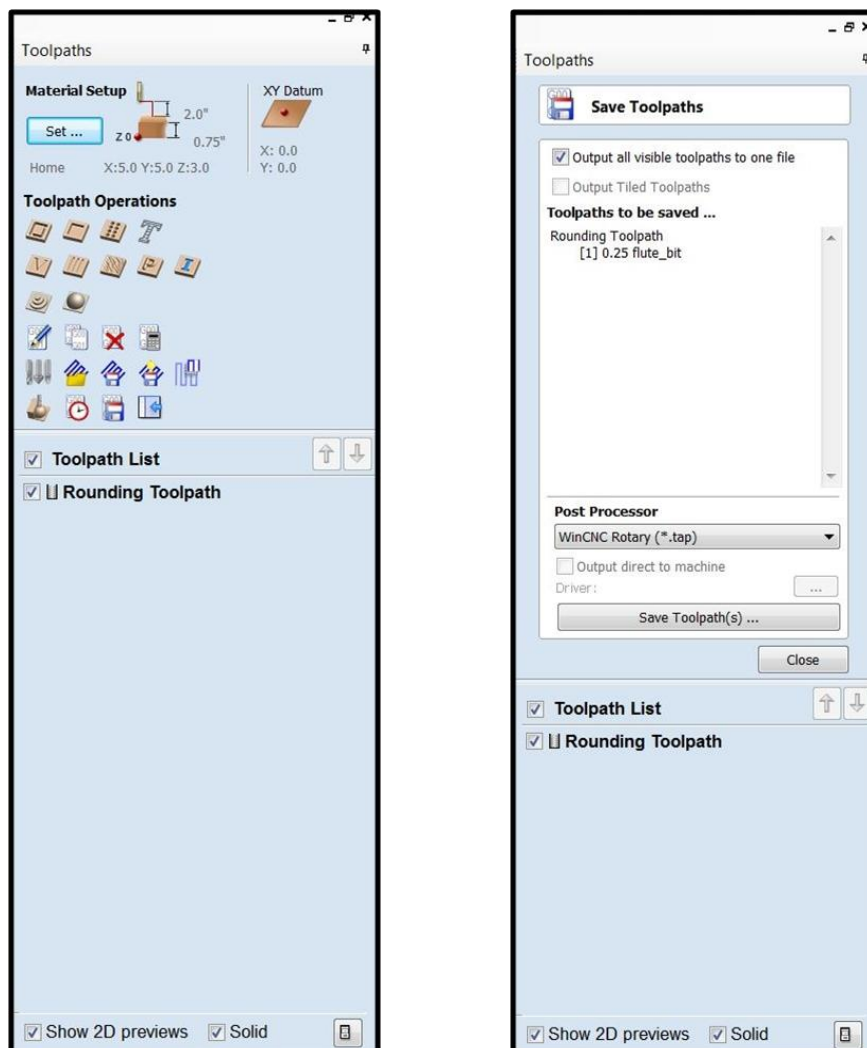 Toolpaths
Material Setup
XY Datum
2.0"
Set ...
Z 0
0.75"
X: 0.0
Home X:5.0 Y:5.0 Z:3.0
Y: 0.0
Toolpath Operations
Toolpath List
Rounding Toolpath
Show 2D previews Solid
Toolpaths
Save Toolpaths
Output all visible toolpaths to one file
Output Tiled Toolpaths
Toolpaths to be saved ...
Rounding Toolpath
[1] 0.25 flute_bit
Post Processor
WinCNC Rotary (*.tap)
Output direct to machine
Driver: ...
Save Toolpath(s) ...
Close
Toolpath List
Rounding Toolpath
Show 2D previews Solid